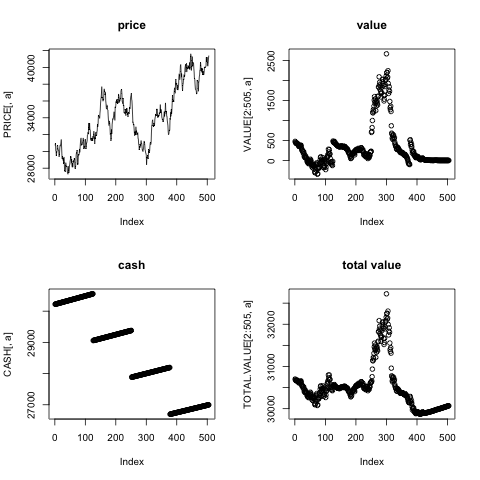 price
PRICE[, a]
28000 34000 40000
0 100 200 300 400 500
Index
value
VALUE[2:505, a]
0 500 1500 2500
0 100 200 300 400 500
Index
cash
CASH[, a]
27000 29000
0 100 200 300 400 500
Index
total value
TOTAL.VALUE[2:505, a]
30000 31000 32000
0 100 200 300 400 500
Index